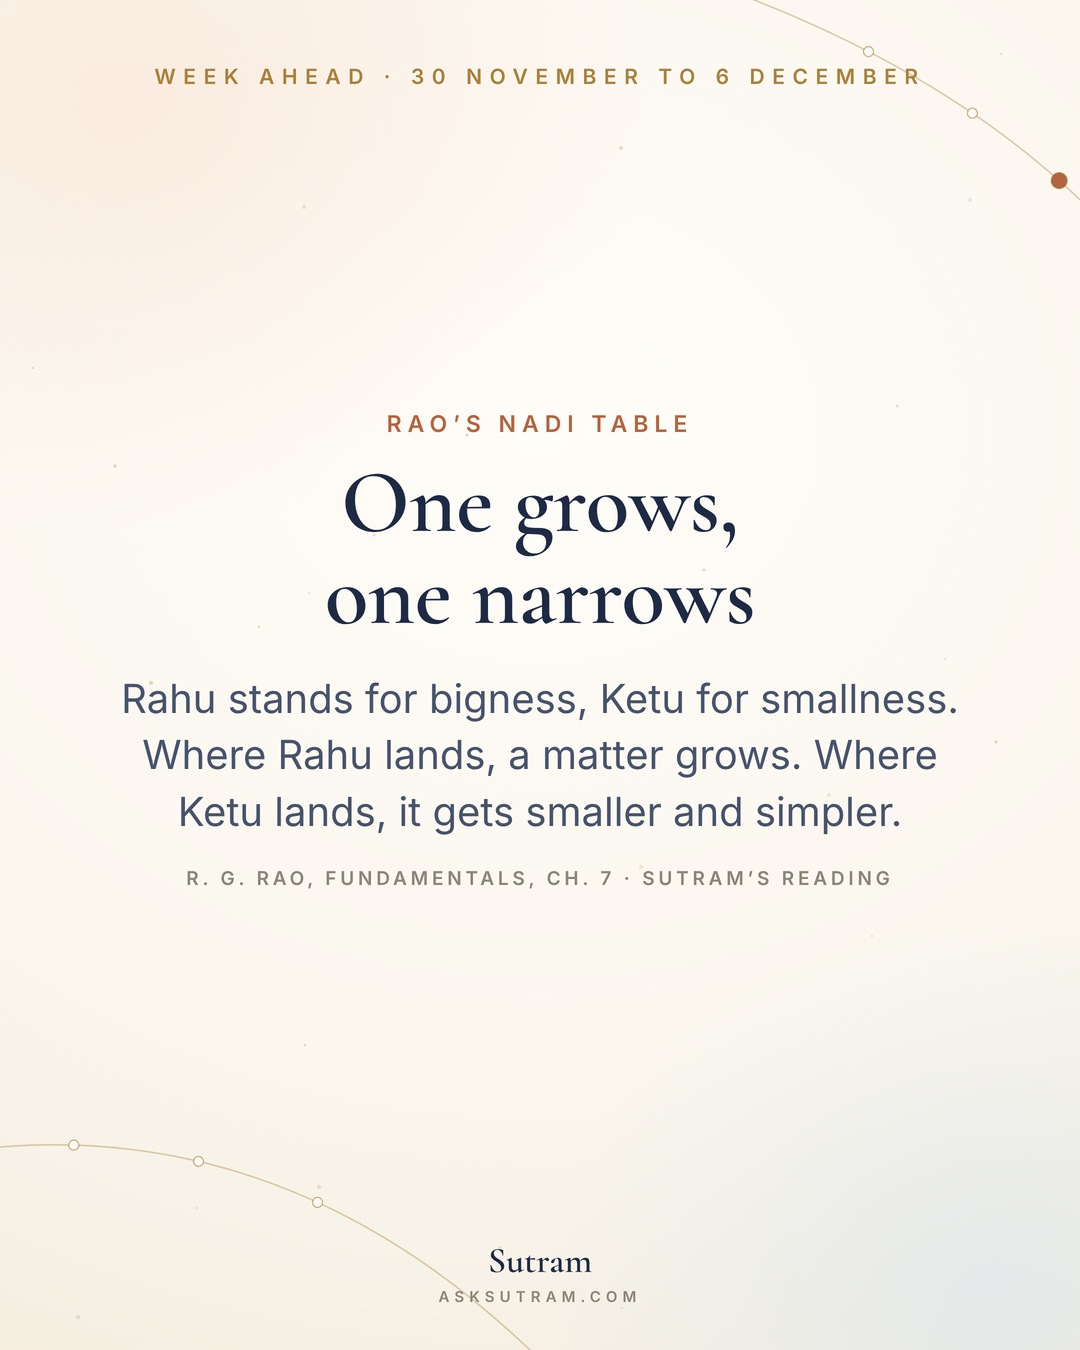 WEEK AHEAD · 30 NOVEMBER TO 6 DECEMBER
RAO’S NADI TABLE
One grows,
one narrows
Rahu stands for bigness, Ketu for smallness.
Where Rahu lands, a matter grows. Where
Ketu lands, it gets smaller and simpler.
R. G. RAO, FUNDAMENTALS, CH. 7 · SUTRAM’S READING
Sutram
ASKSUTRAM.COM